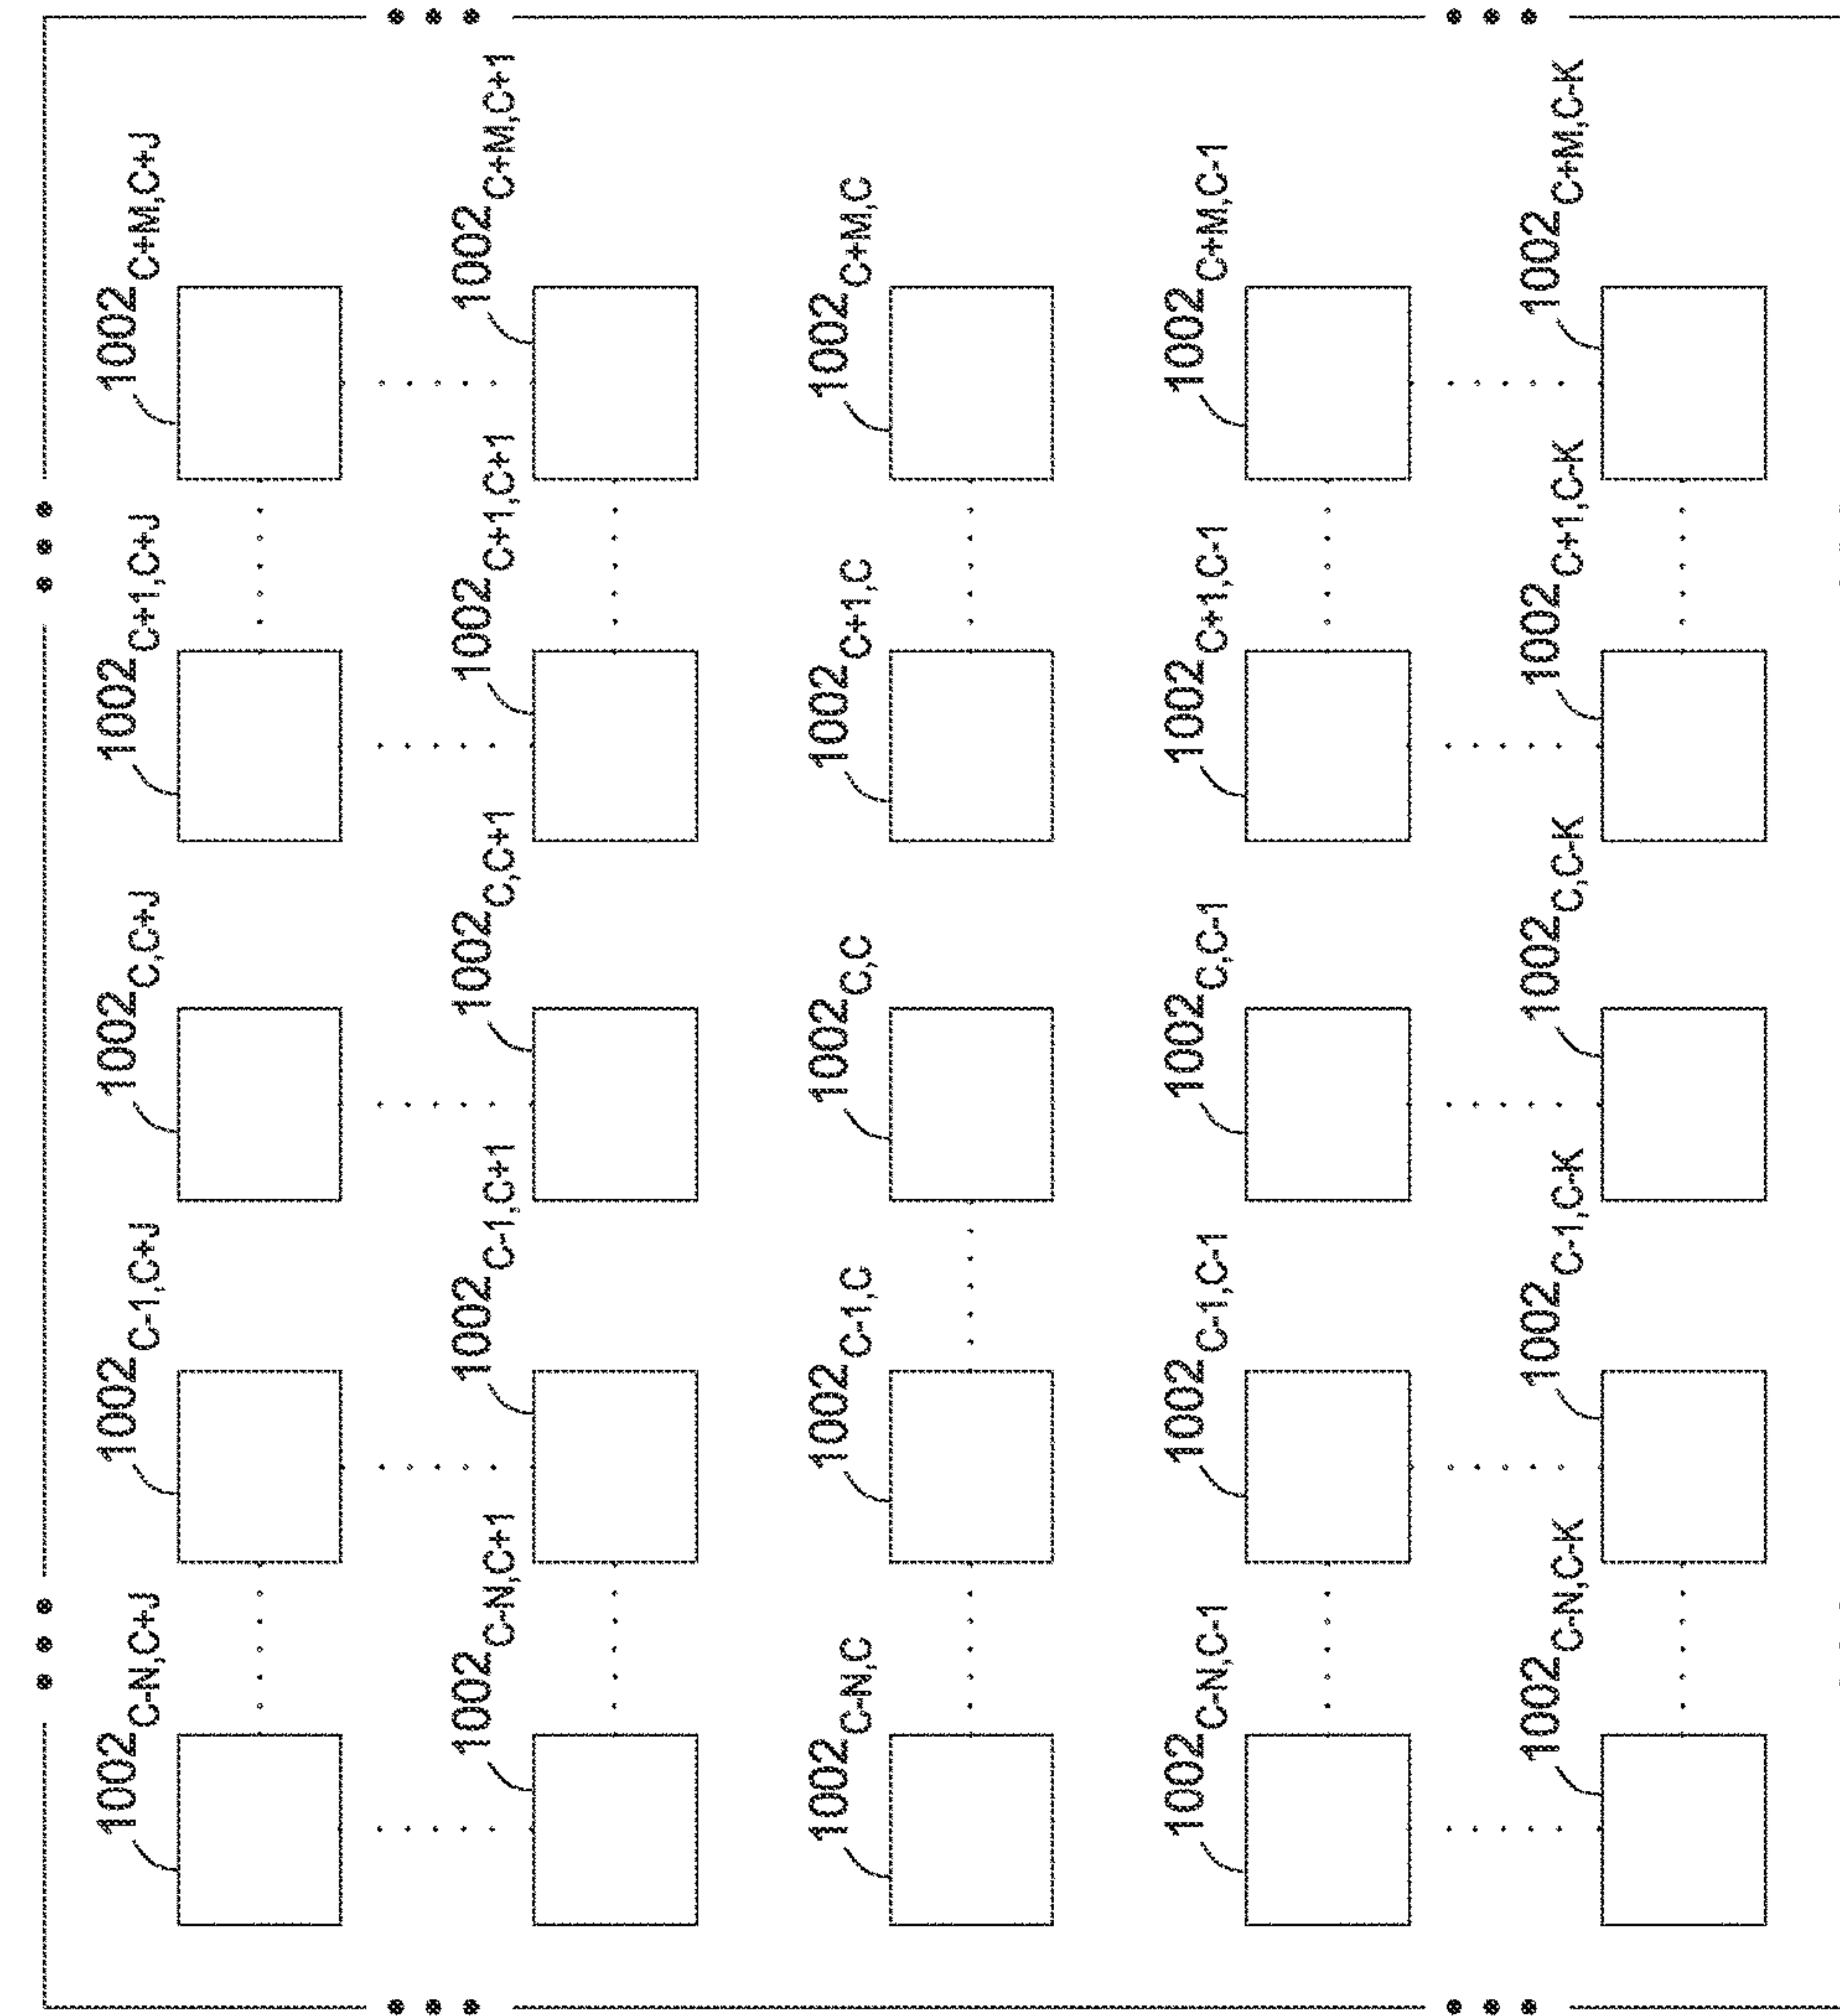 1002C-N,C+J 1002C-1,C+J 1002C,C+J 1002C+1,C+J 1002C+M,C+J
1002C-N,C+1 1002C-1,C+1 1002C,C+1 1002C+1,C+1 1002C+M,C+1
1002C-N,C 1002C-1,C 1002C,C 1002C+1,C 1002C+M,C
1002C-N,C-1 1002C-1,C-1 1002C,C-1 1002C+1,C-1 1002C+M,C-1
1002C-N,C-K 1002C-1,C-K 1002C,C-K 1002C+1,C-K 1002C+M,C-K